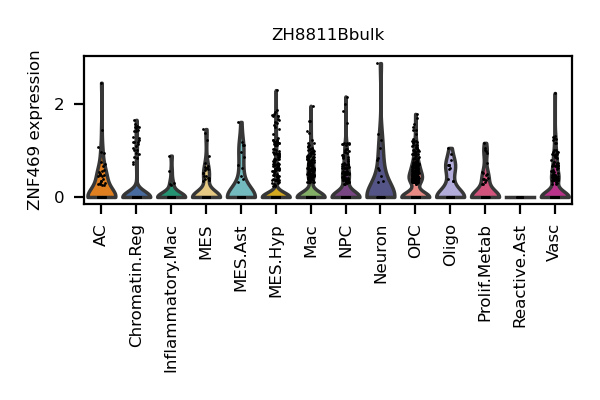 ZH8811Bbulk
ZNF469 expression
2
0
AC
Chromatin.Reg
Inflammatory.Mac
MES
MES.Ast
MES.Hyp
Mac
NPC
Neuron
OPC
Oligo
Prolif.Metab
Reactive.Ast
Vasc